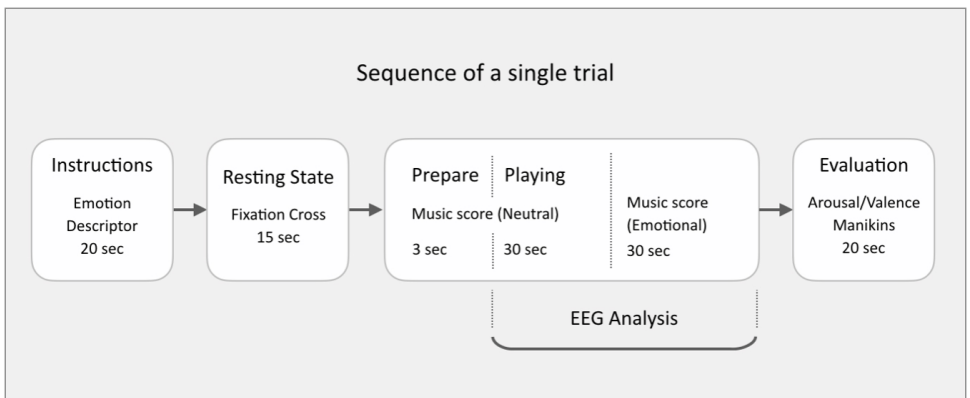 Sequence of a single trial
Instructions
Emotion
Descriptor
20 sec
Resting State
Fixation Cross
15 sec
Prepare Playing
Music score (Neutral)
3 sec 30 sec
Music score
(Emotional)
30 sec
Evaluation
Arousal/Valence
Manikins
20 sec
EEG Analysis